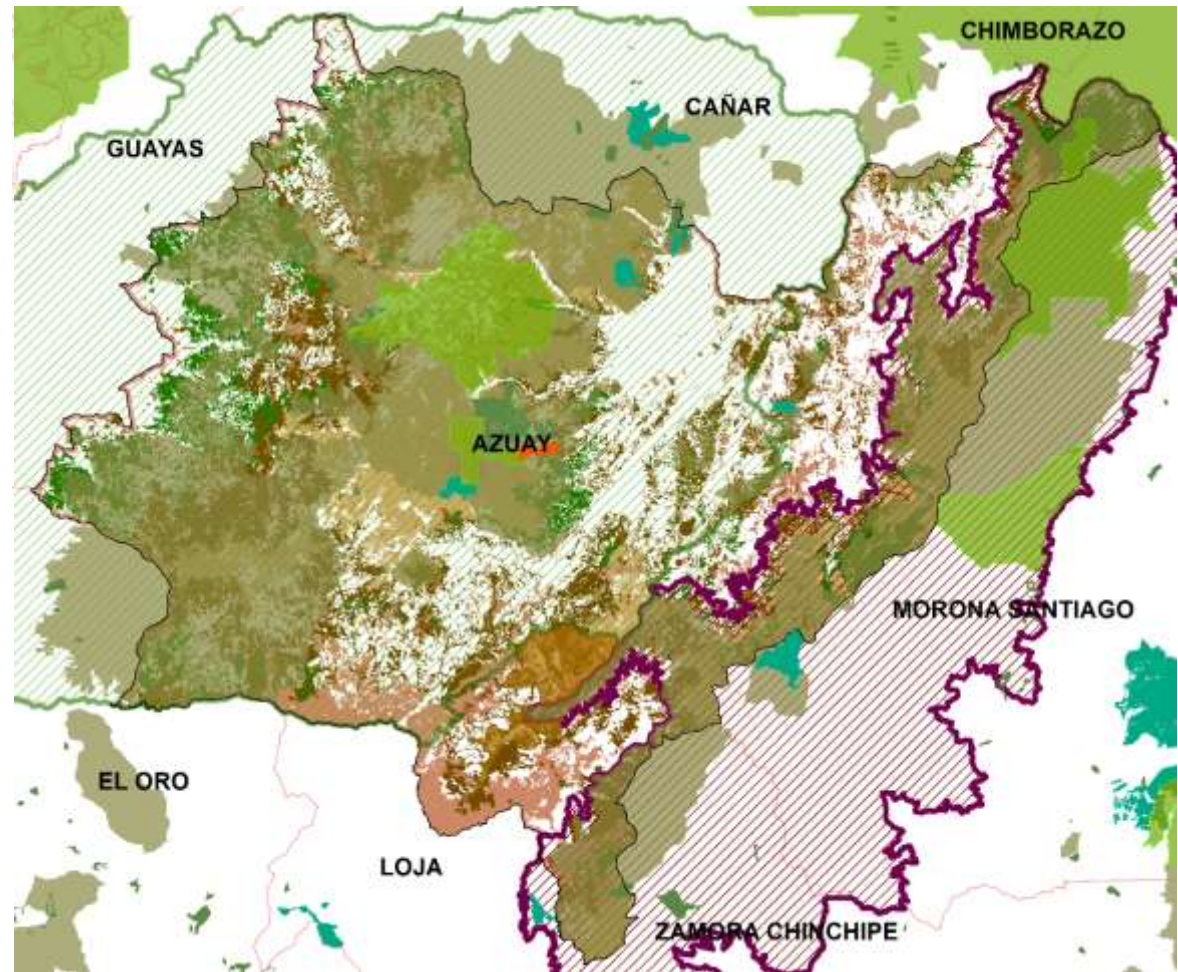 CHIMBORAZO
CAÑAR
GUAYAS
AZUAY
MORONA SANTIAGO
EL ORO
LOJA
ZAMORA CHINCHIPE